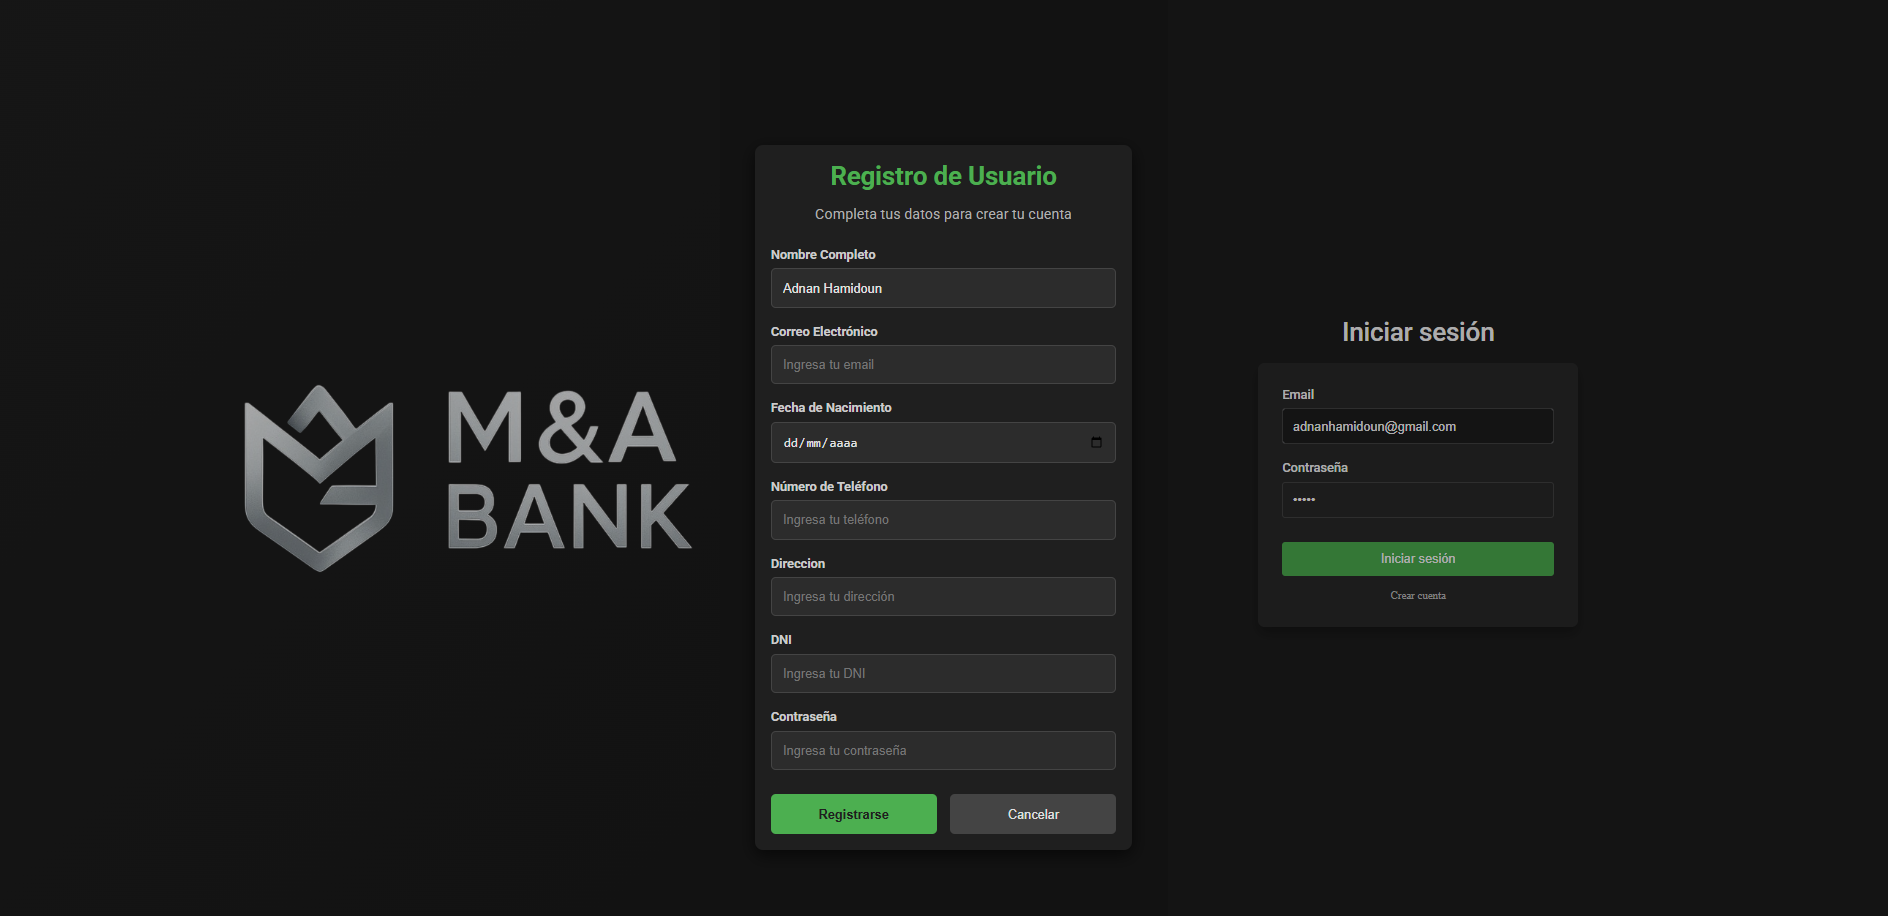 M&A
BANK
Registro de Usuario
Completa tus datos para crear tu cuenta
Nombre Completo
Adnan Hamidoun
Correo Electrónico
Ingresa tu email
Fecha de Nacimiento
dd/mm/aaaa
Número de Teléfono
Ingresa tu teléfono
Direccion
Ingresa tu dirección
DNI
Ingresa tu DNI
Contraseña
Ingresa tu contraseña
Registrarse
Cancelar
Iniciar sesión
Email
adnanhamidoun@gmail.com
Contraseña
•••••
Iniciar sesión
Crear cuenta